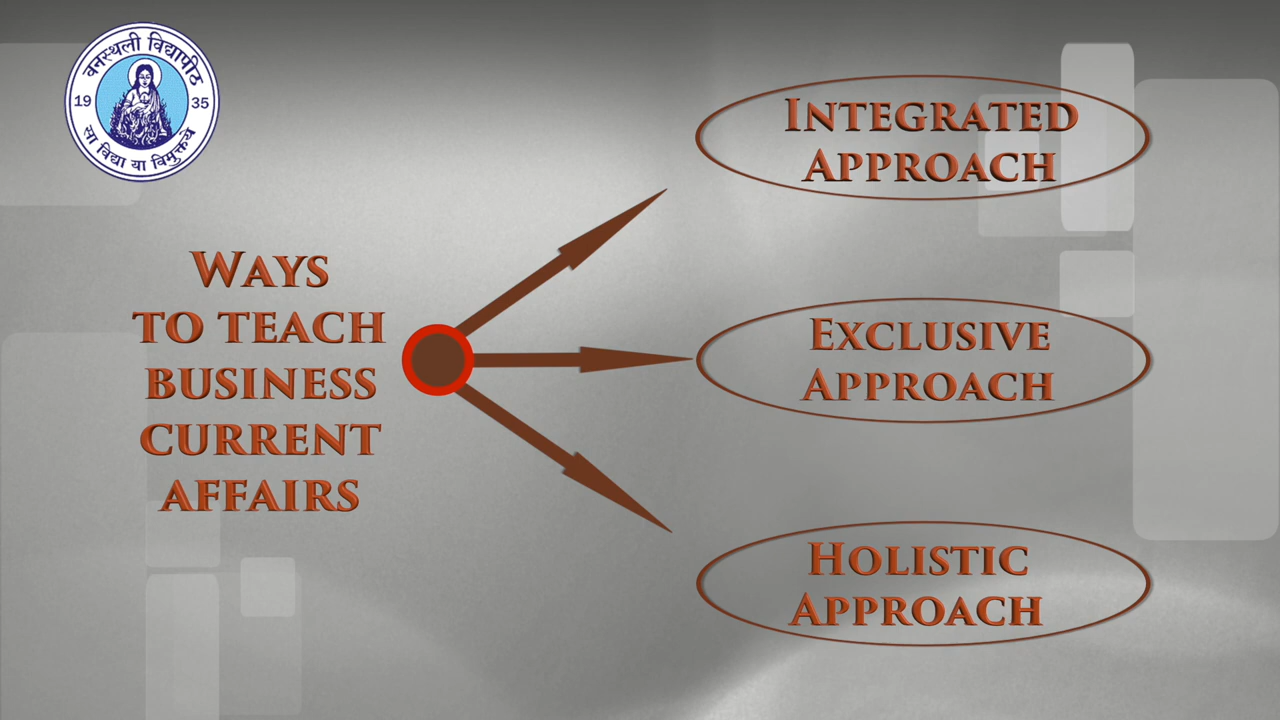 वनस्थली विद्यापीठ
19 35
सा विद्या या विमुक्तये
WAYS
TO TEACH
BUSINESS
CURRENT
AFFAIRS
INTEGRATED
APPROACH
EXCLUSIVE
APPROACH
HOLISTIC
APPROACH